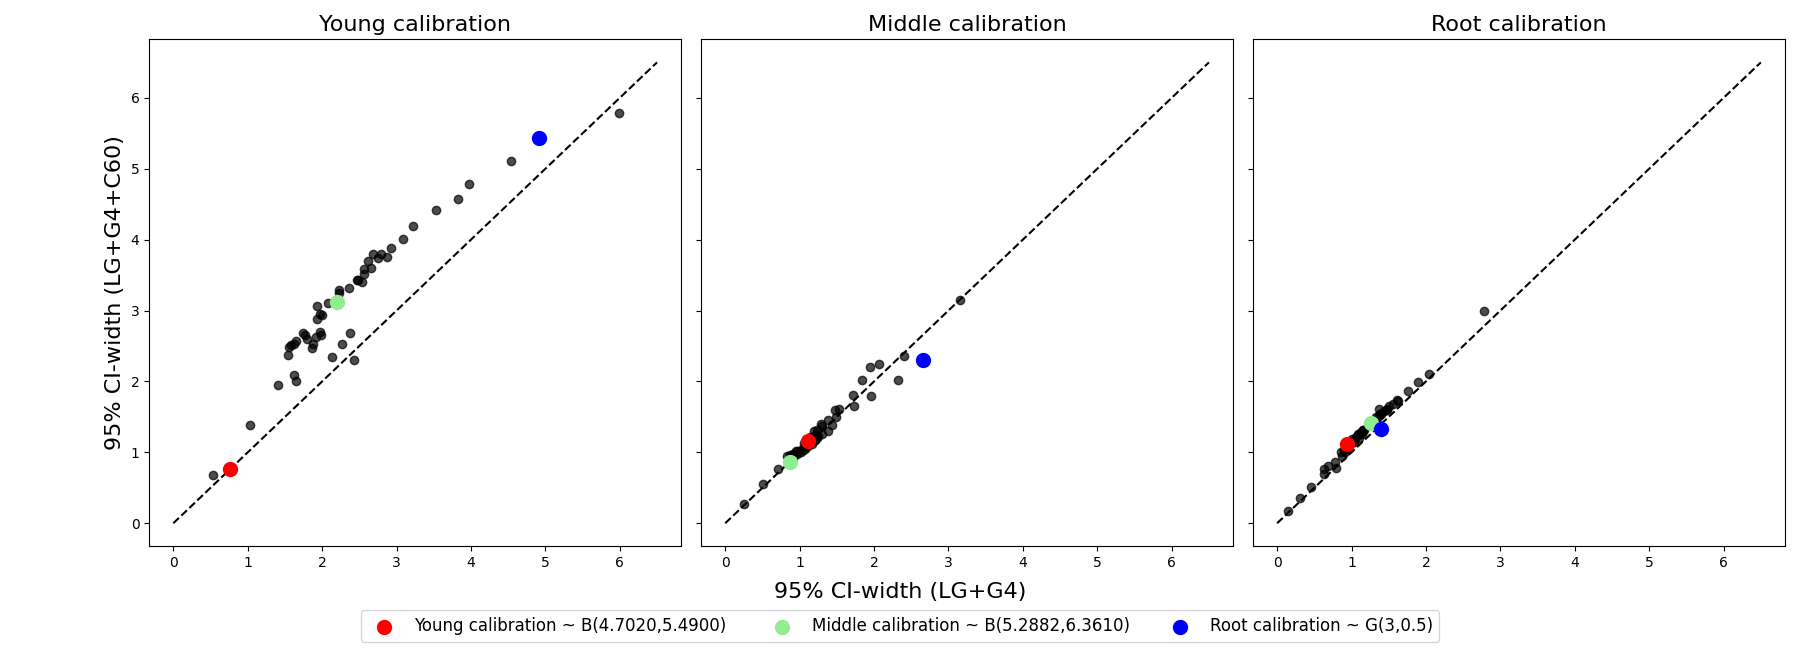 Young calibration
Middle calibration
Root calibration
95% CI-width (LG+G4+C60)
6
5
4
3
2
1
0
0 1 2 3 4 5 6
0 1 2 3 4 5 6
0 1 2 3 4 5 6
95% CI-width (LG+G4)
Young calibration ~ B(4.7020,5.4900)
Middle calibration ~ B(5.2882,6.3610)
Root calibration ~ G(3,0.5)